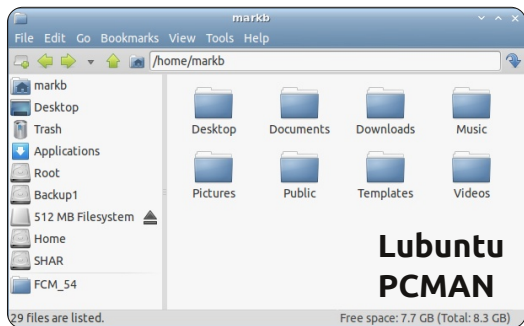 markb
File Edit Go Bookmarks View Tools Help
/home/markb
markb
Desktop
Trash
Applications
Root
Backup1
512 MB Filesystem
Home
SHAR
FCM_54
Desktop Documents Downloads Music
Pictures Public Templates Videos
Lubuntu
PCMAN
29 files are listed. Free space: 7.7 GB (Total: 8.3 GB)